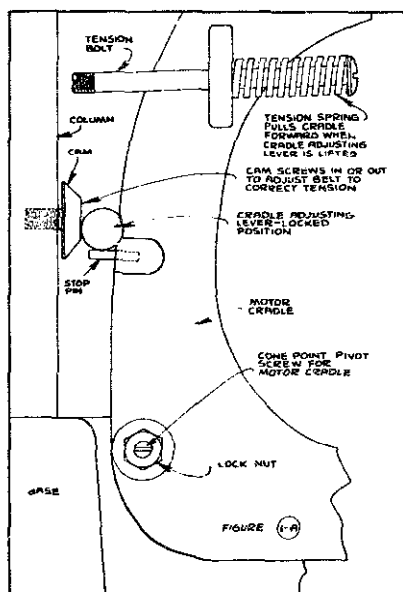 TENSION
BOLT
TENSION SPRING
PULLS CRADLE
FORWARD WHEN
CRADLE ADJUSTING
LEVER IS LIFTED
COLUMN
CAM
CAM SCREWS IN OR OUT
TO ADJUST BELT TO
CORRECT TENSION
CRADLE ADJUSTING
LEVER-LOCKED
POSITION
STOP
PIN
MOTOR
CRADLE
CONE POINT PIVOT
SCREW FOR
MOTOR CRADLE
LOCK NUT
BASE
FIGURE 1-A